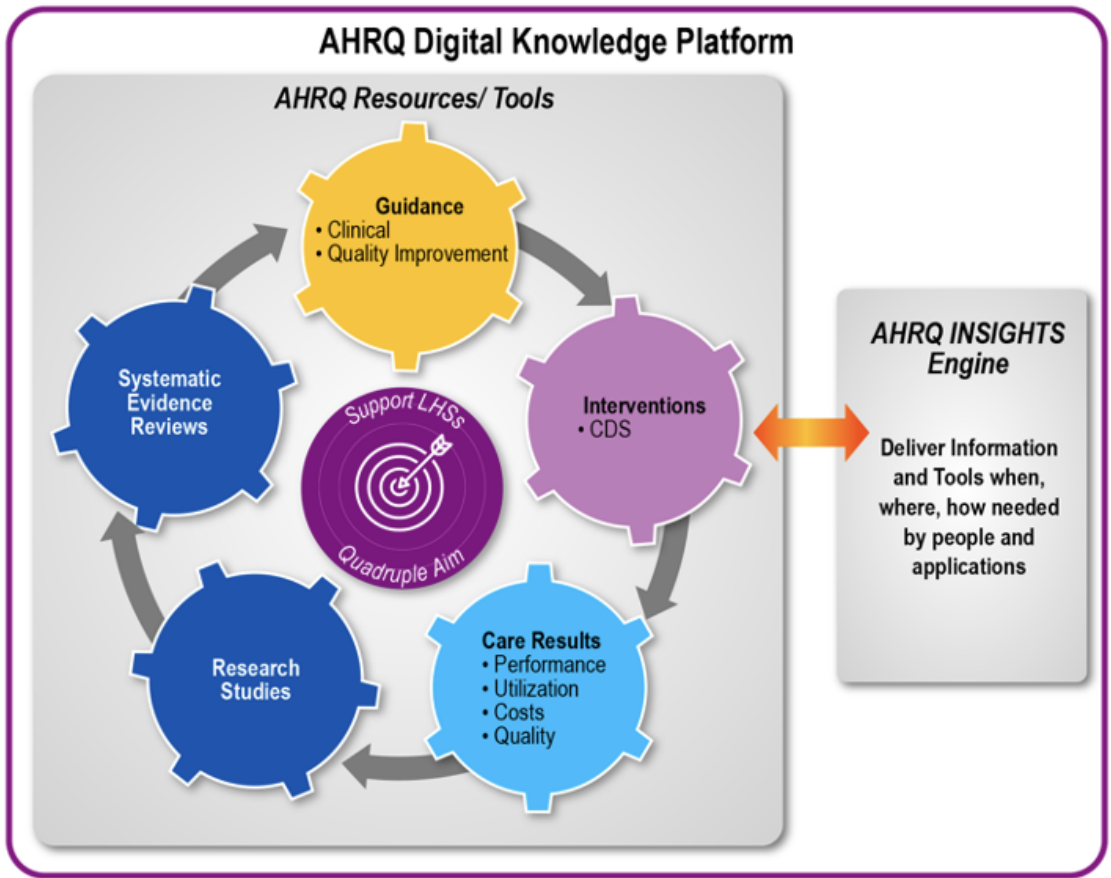 AHRQ Digital Knowledge Platform
AHRQ Resources/ Tools
Guidance
• Clinical
• Quality Improvement
Interventions
• CDS
Care Results
• Performance
• Utilization
• Costs
• Quality
Research
Studies
Systematic
Evidence
Reviews
Support LHSs
Quadruple Aim
AHRQ INSIGHTS
Engine
Deliver Information
and Tools when,
where, how needed
by people and
applications